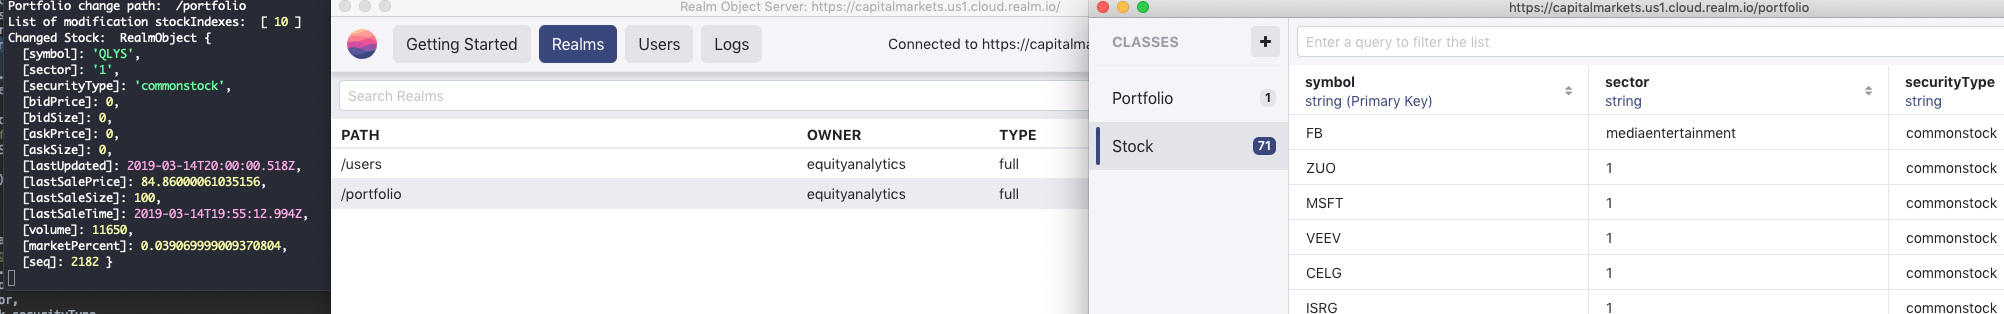 Portfolio change path:  /portfolio
List of modification stockIndexes:  [ 10 ]
Changed Stock:  RealmObject {
[symbol]: 'QLYS',
[sector]: '1',
[securityType]: 'commonstock',
[bidPrice]: 0,
[bidSize]: 0,
[askPrice]: 0,
[askSize]: 0,
[lastUpdated]: 2019-03-14T20:00:00.518Z,
[lastSalePrice]: 84.86000061035156,
[lastSaleSize]: 100,
[lastSaleTime]: 2019-03-14T19:55:12.994Z,
[volume]: 11650,
[marketPercent]: 0.039069999009370804,
[seq]: 2182 }
or,
securityType
Realm Object Server: https://capitalmarkets.us1.cloud.realm.io/
Getting Started Realms Users Logs Connected to https://capitalma
Search Realms
PATH OWNER TYPE
/users equityanalytics full
/portfolio equityanalytics full
https://capitalmarkets.us1.cloud.realm.io/portfolio
CLASSES +
Portfolio 1
Stock 71
Enter a query to filter the list
symbol sector securityType
string (Primary Key) string string
FB mediaentertainment commonstock
ZUO 1 commonstock
MSFT 1 commonstock
VEEV 1 commonstock
CELG 1 commonstock
ISRG 1 commonstock